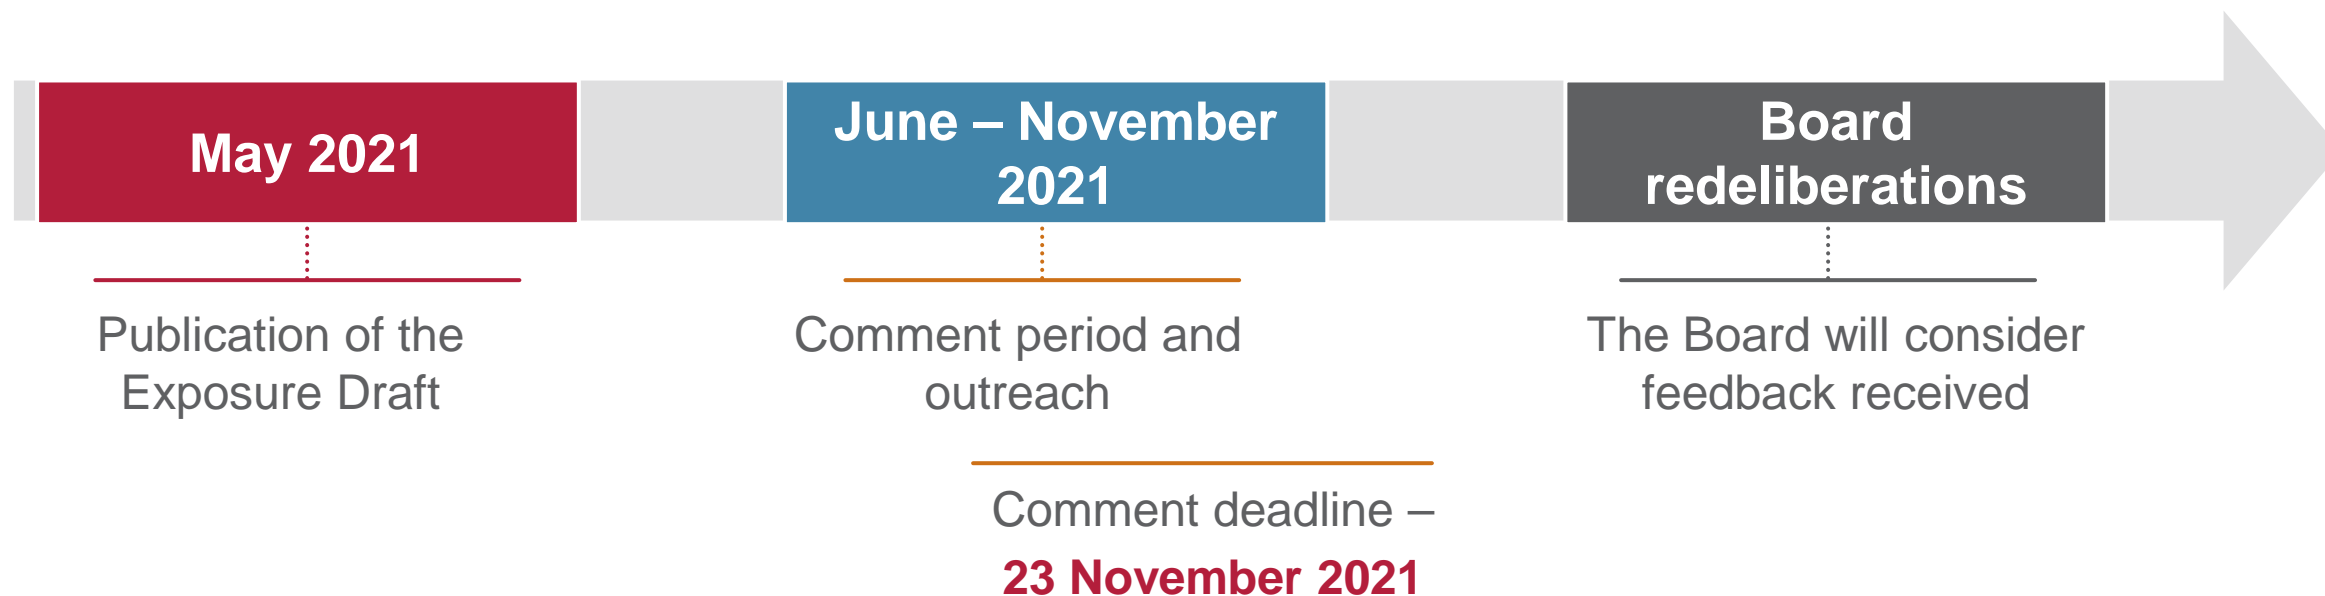 May 2021
June – November
2021
Board
redeliberations
Publication of the
Exposure Draft
Comment period and
outreach
Comment deadline –
23 November 2021
The Board will consider
feedback received